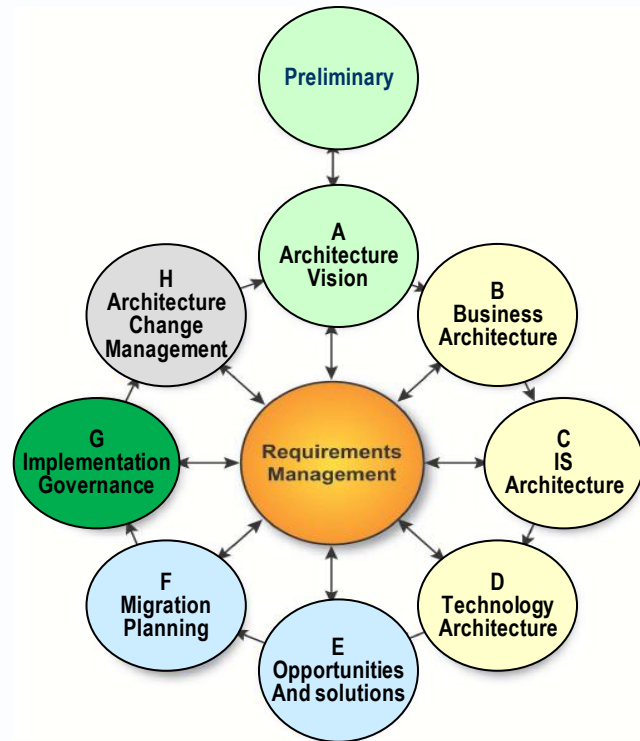 Preliminary
A
Architecture
Vision
B
Business
Architecture
C
IS
Architecture
D
Technology
Architecture
E
Opportunities
And solutions
F
Migration
Planning
G
Implementation
Governance
H
Architecture
Change
Management
Requirements
Management